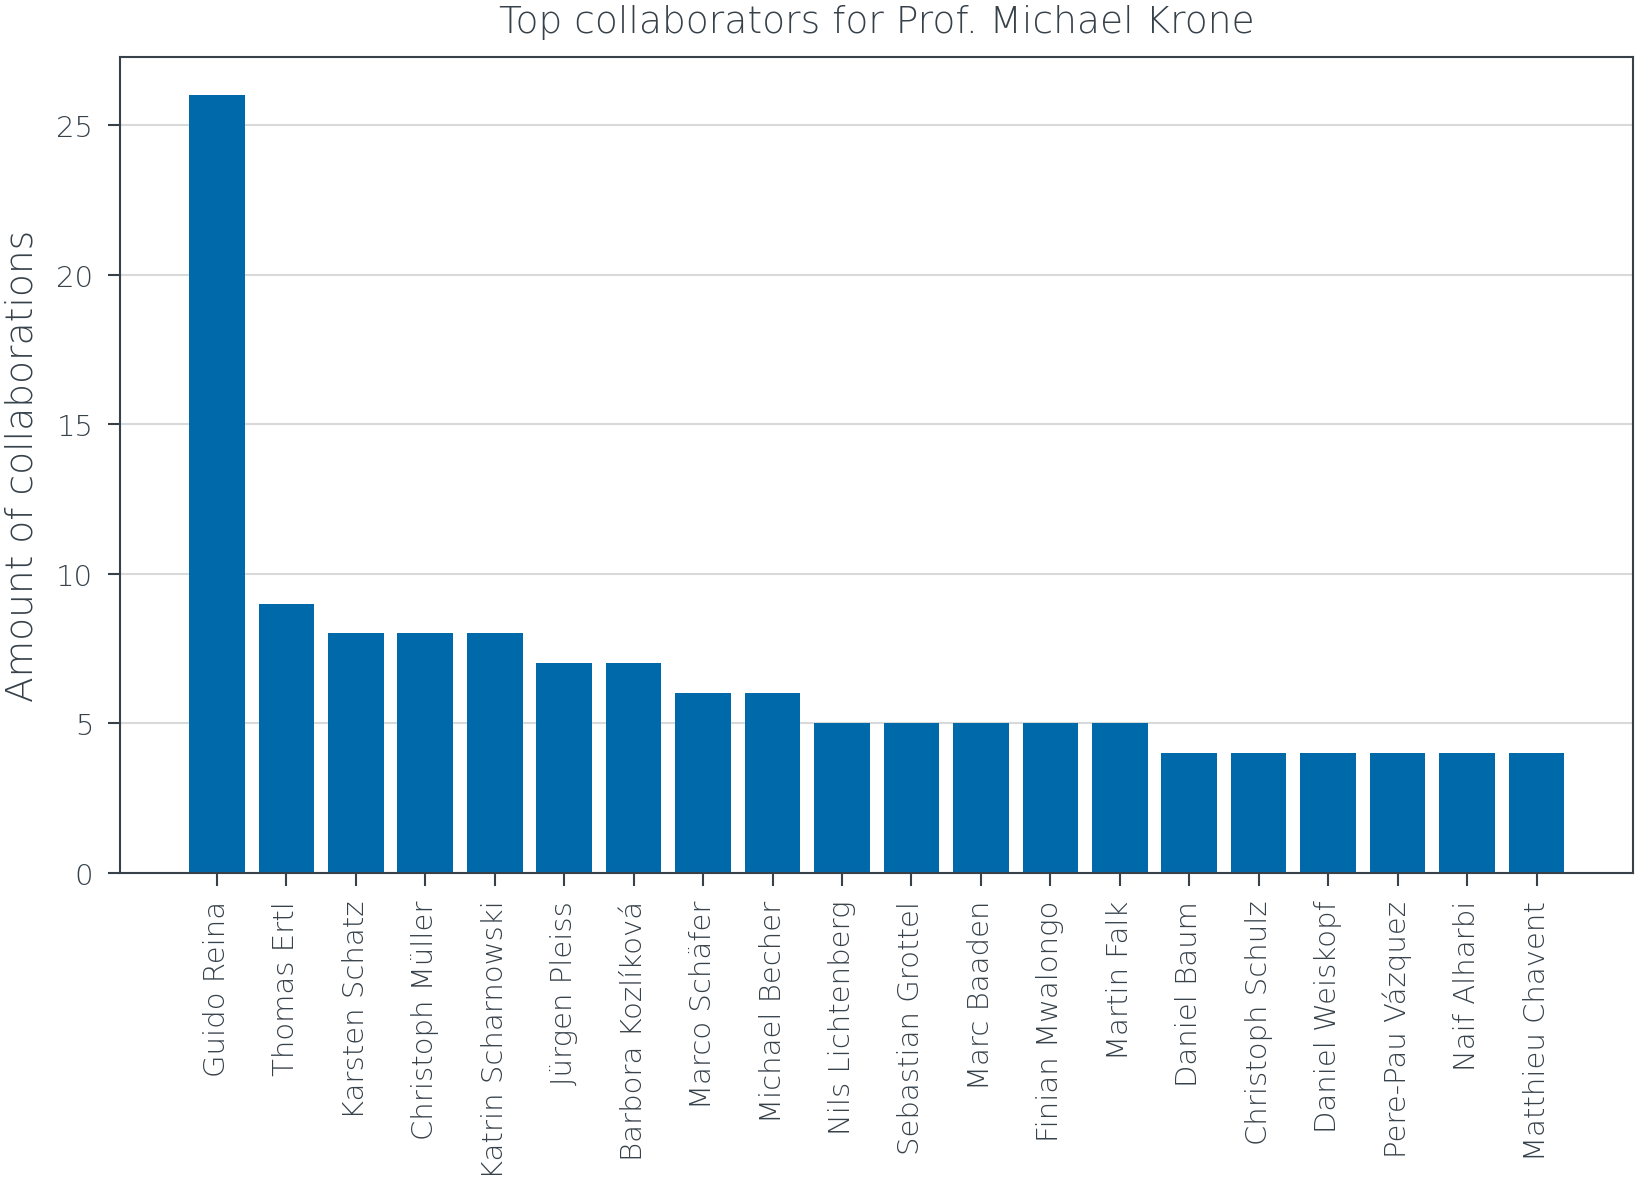 Top collaborators for Prof. Michael Krone
Amount of collaborations
25
20
15
10
5
0
Guido Reina
Thomas Ertl
Karsten Schatz
Christoph Müller
Katrin Scharnowski
Jürgen Pleiss
Barbora Kozlíková
Marco Schäfer
Michael Becher
Nils Lichtenberg
Sebastian Grottel
Marc Baaden
Finian Mwalongo
Martin Falk
Daniel Baum
Christoph Schulz
Daniel Weiskopf
Pere-Pau Vázquez
Naif Alharbi
Matthieu Chavent